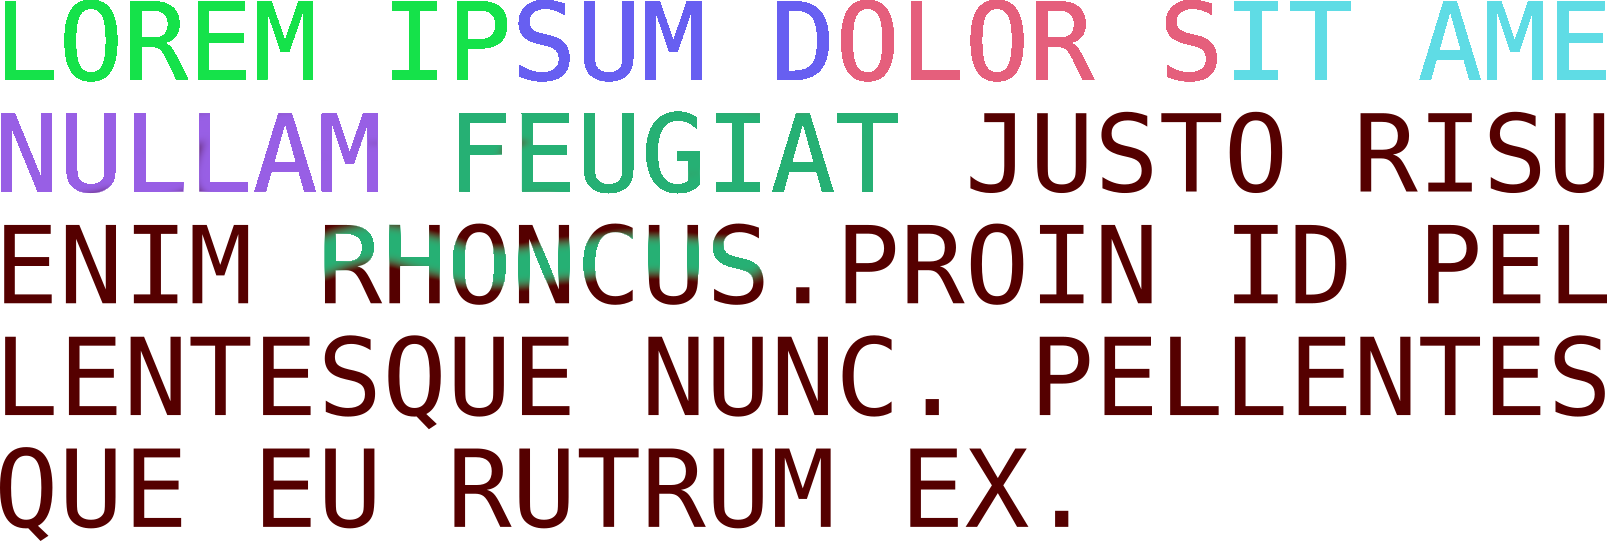 LOREM IPSUM DOLOR SIT AME
NULLAM FEUGIAT JUSTO RISU
ENIM RHONCUS.PROIN ID PEL
LENTESQUE NUNC. PELLENTES
QUE EU RUTRUM EX.